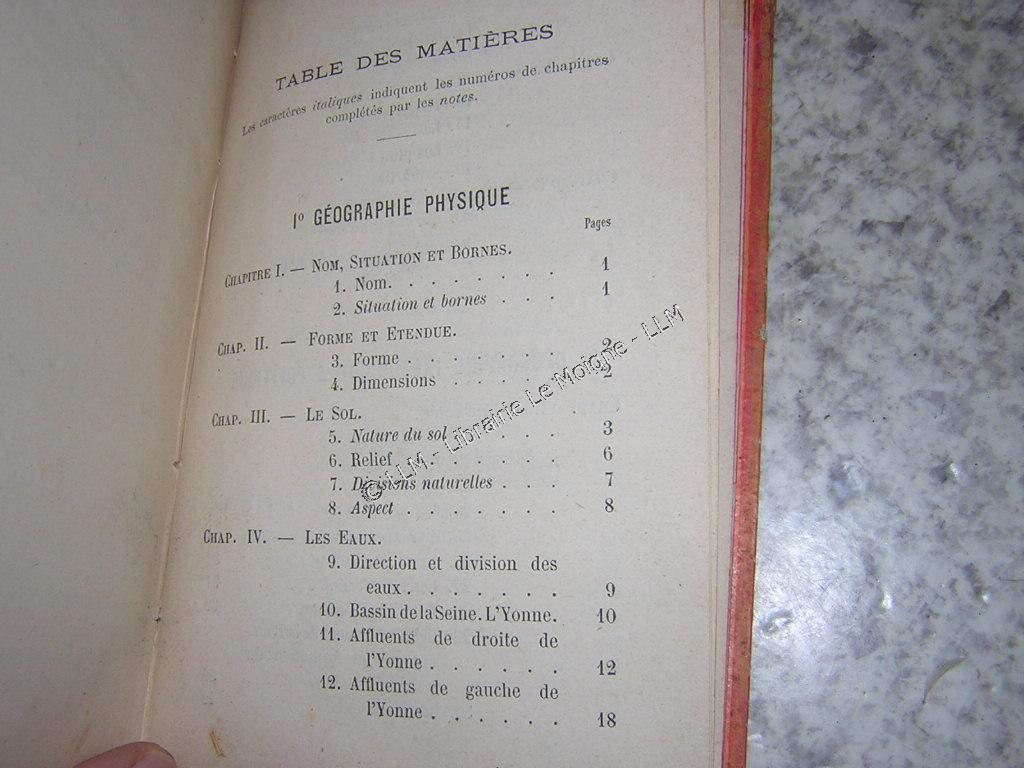 TABLE DES MATIÈRES
Les caractères italiques indiquent les numéros de chapitres
complétés par les notes.
Iº GÉOGRAPHIE PHYSIQUE
Pages
CHAPITRE I. — NOM, SITUATION ET BORNES.
1. Nom. . . . . . . . 1
2. Situation et bornes . . . 1
CHAP. II. — FORME ET ETENDUE.
3. Forme . . . . . . . 2
4. Dimensions . . . . . 2
CHAP. III. — LE SOL.
5. Nature du sol . . . . . 3
6. Relief . . . . . . . 6
7. Divisions naturelles . . . 7
8. Aspect . . . . . . . 8
CHAP. IV. — LES EAUX.
9. Direction et division des
eaux . . . . . . . 9
10. Bassin de la Seine. L'Yonne. 10
11. Affluents de droite de
l'Yonne . . . . . . 12
12. Affluents de gauche de
l'Yonne . . . . . . 18
© LLM - Librairie Le Moigne - LLM